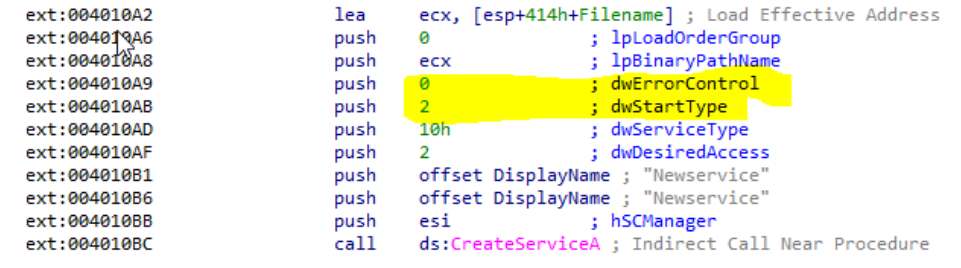 ext:004010A2 lea ecx, [esp+414h+Filename] ; Load Effective Address
ext:004010A6 push 0 ; lpLoadOrderGroup
ext:004010A8 push ecx ; lpBinaryPathName
ext:004010A9 push 0 ; dwErrorControl
ext:004010AB push 2 ; dwStartType
ext:004010AD push 10h ; dwServiceType
ext:004010AF push 2 ; dwDesiredAccess
ext:004010B1 push offset DisplayName ; "Newservice"
ext:004010B6 push offset DisplayName ; "Newservice"
ext:004010BB push esi ; hSCManager
ext:004010BC call ds:CreateServiceA ; Indirect Call Near Procedure